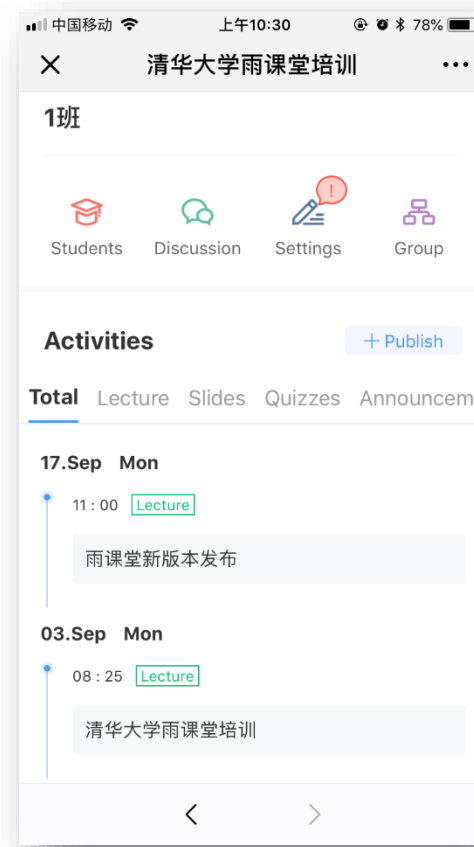 中国移动 上午10:30 78%
清华大学雨课堂培训
1班
!
Students Discussion Settings Group
Activities + Publish
Total Lecture Slides Quizzes Announcem
17.Sep Mon
11 : 00 Lecture
雨课堂新版本发布
03.Sep Mon
08 : 25 Lecture
清华大学雨课堂培训